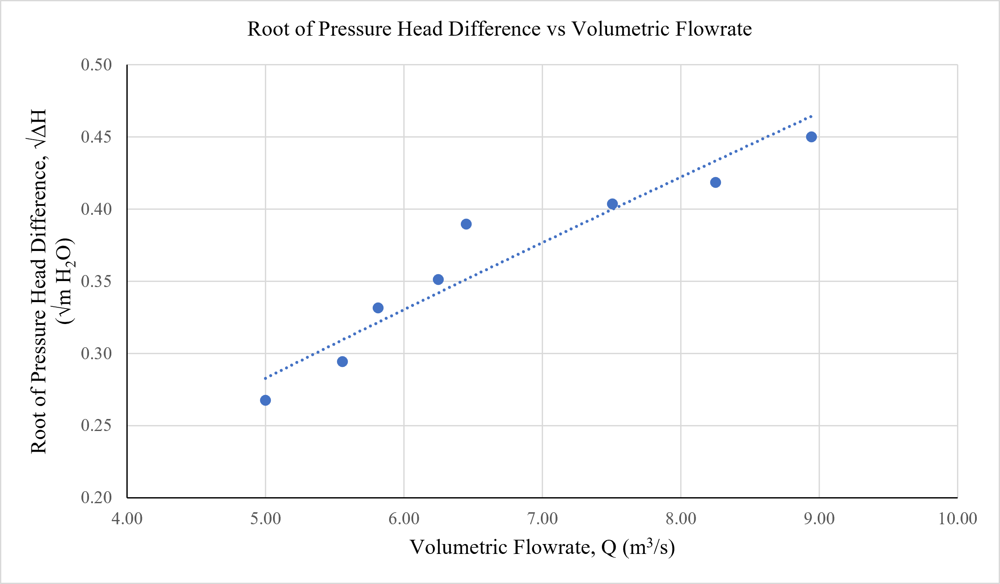 Root of Pressure Head Difference vs Volumetric Flowrate
Root of Pressure Head Difference, √ΔH
(√m H₂O)
0.50
0.45
0.40
0.35
0.30
0.25
0.20
4.00 5.00 6.00 7.00 8.00 9.00 10.00
Volumetric Flowrate, Q (m³/s)